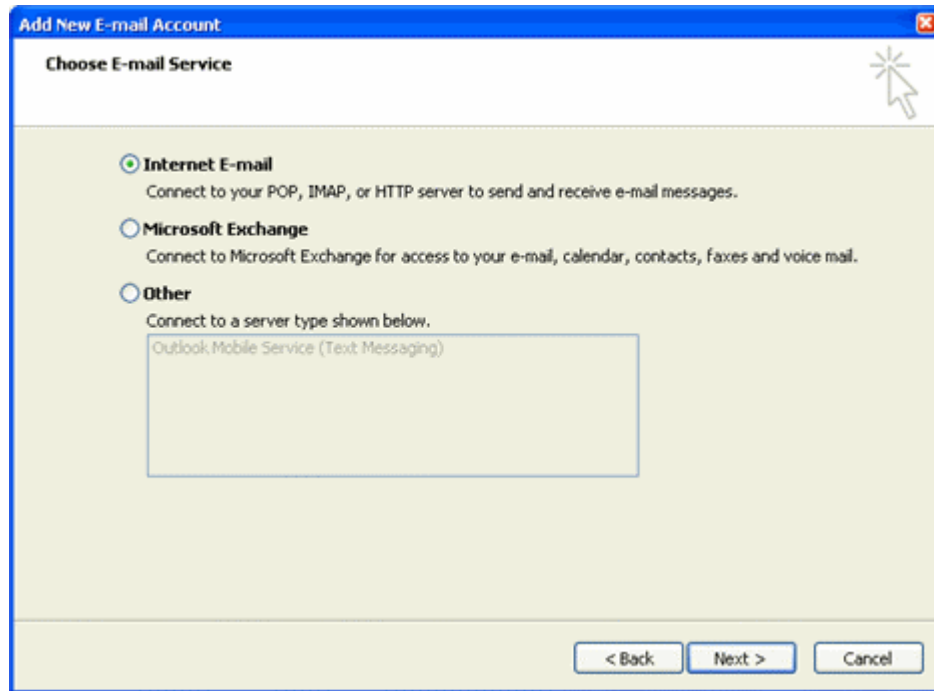 Add New E-mail Account
Choose E-mail Service
Internet E-mail
Connect to your POP, IMAP, or HTTP server to send and receive e-mail messages.
Microsoft Exchange
Connect to Microsoft Exchange for access to your e-mail, calendar, contacts, faxes and voice mail.
Other
Connect to a server type shown below.
Outlook Mobile Service (Text Messaging)
< Back Next > Cancel